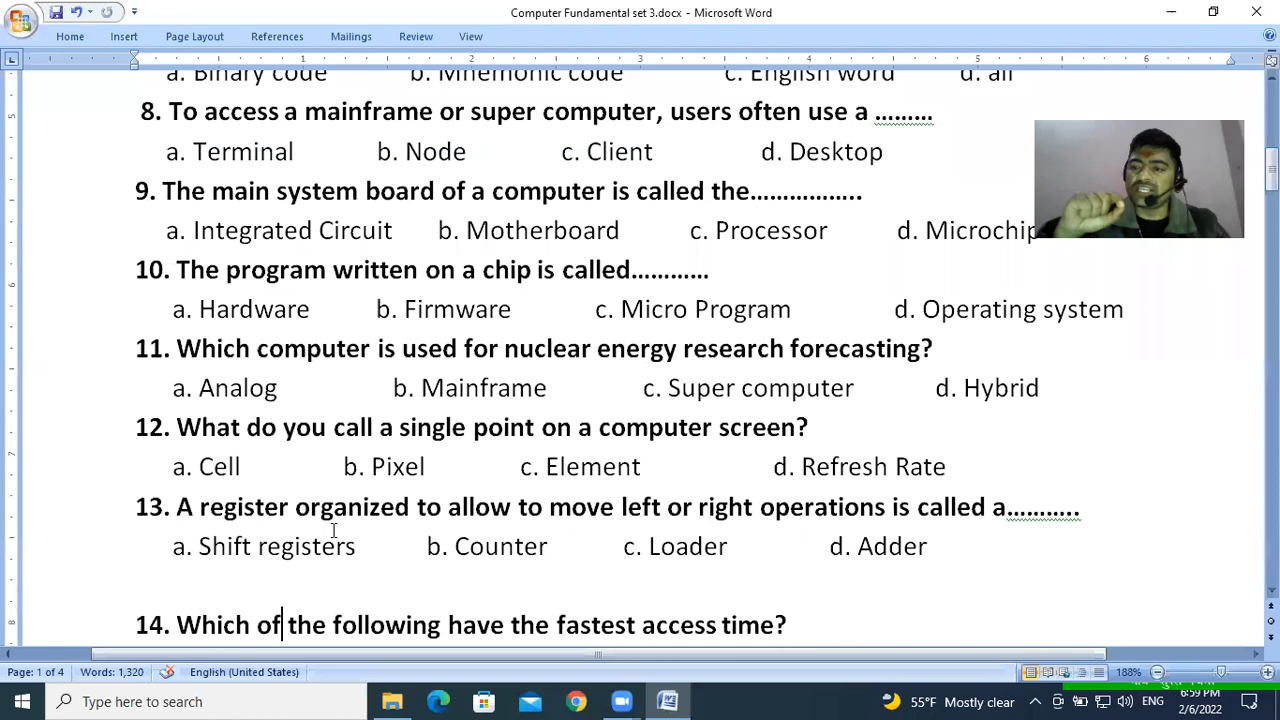 Computer Fundamental set 3.docx - Microsoft Word
Home Insert Page Layout References Mailings Review View
1 2 3 4 5 6
a. Binary code b. Mnemonic code c. English word d. all
8. To access a mainframe or super computer, users often use a ………
a. Terminal b. Node c. Client d. Desktop
9. The main system board of a computer is called the……………..
a. Integrated Circuit b. Motherboard c. Processor d. Microchip
10. The program written on a chip is called…………
a. Hardware b. Firmware c. Micro Program d. Operating system
11. Which computer is used for nuclear energy research forecasting?
a. Analog b. Mainframe c. Super computer d. Hybrid
12. What do you call a single point on a computer screen?
a. Cell b. Pixel c. Element d. Refresh Rate
13. A register organized to allow to move left or right operations is called a………..
a. Shift registers b. Counter c. Loader d. Adder
14. Which of the following have the fastest access time?
Page: 1 of 4 Words: 1,320 English (United States) 188%
Type here to search 55°F Mostly clear ENG 6:59 PM
2/6/2022